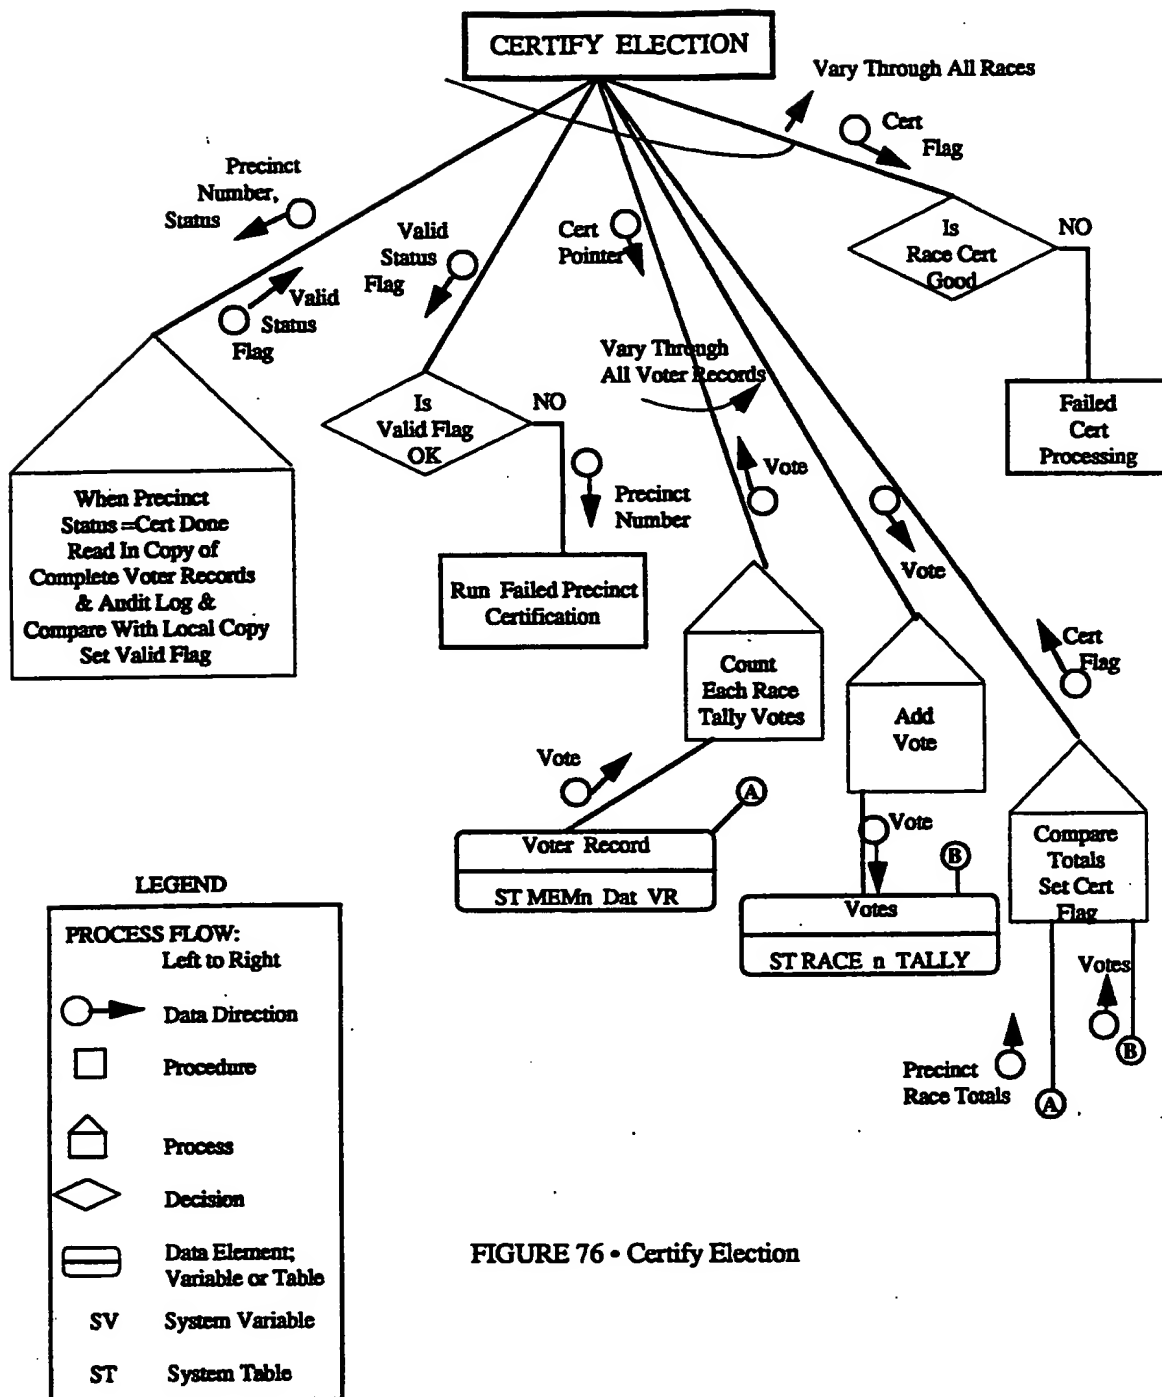 CERTIFY ELECTION
Vary Through All Races
Cert
Flag
Precinct
Number,
Status
Valid
Status
Flag
Valid
Status
Flag
Cert
Pointer
Is
Race Cert
Good
NO
Failed
Cert
Processing
Vary Through
All Voter Records
Is
Valid Flag
OK
NO
Precinct
Number
Run Failed Precinct
Certification
When Precinct
Status =Cert Done
Read In Copy of
Complete Voter Records
& Audit Log &
Compare With Local Copy
Set Valid Flag
Vote
Count
Each Race
Tally Votes
Vote
Add
Vote
Cert
Flag
Compare
Totals
Set Cert
Flag
Vote
A
Voter Record
ST MEMn Dat VR
Vote
B
Votes
ST RACE n TALLY
Votes
B
Precinct
Race Totals
A
LEGEND
PROCESS FLOW:
Left to Right
Data Direction
Procedure
Process
Decision
Data Element;
Variable or Table
SV System Variable
ST System Table
FIGURE 76 • Certify Election